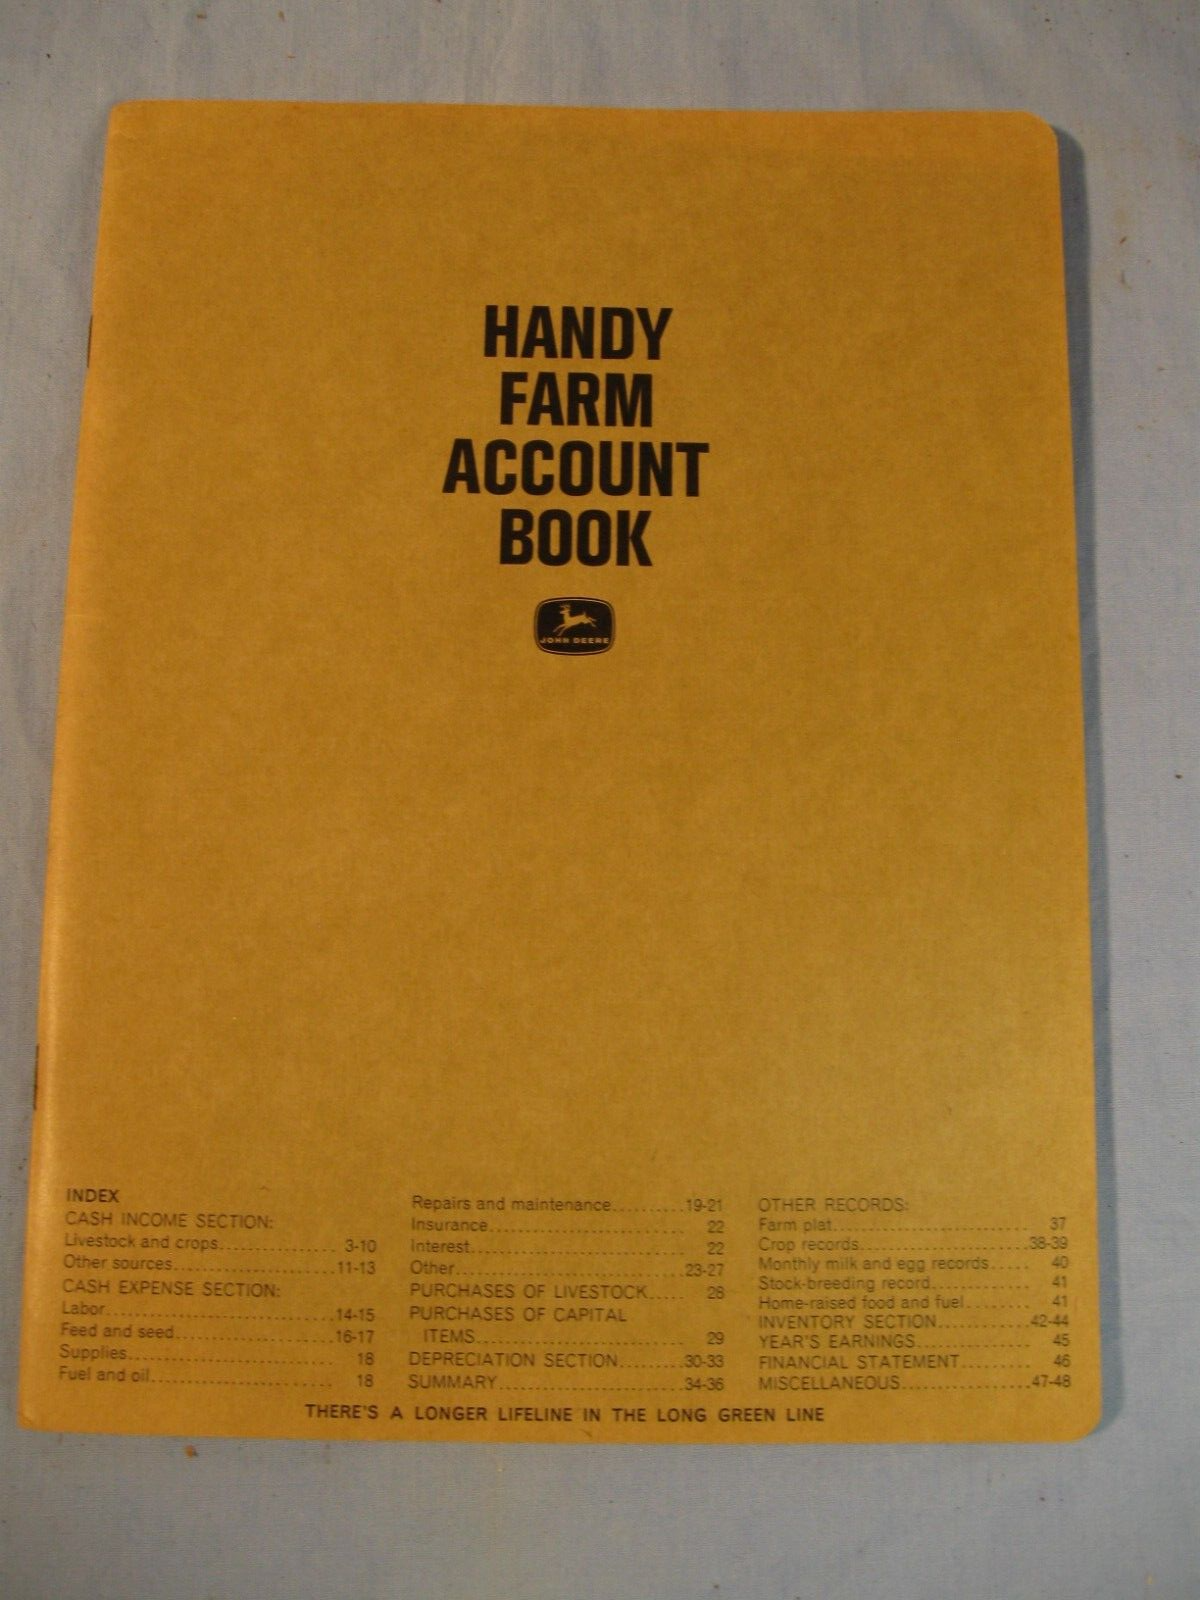 HANDY
FARM
ACCOUNT
BOOK
JOHN DEERE
INDEX
CASH INCOME SECTION:
Livestock and crops................ 3-10
Other sources......................11-13
CASH EXPENSE SECTION:
Labor..............................14-15
Feed and seed......................16-17
Supplies........................... 18
Fuel and oil....................... 18
Repairs and maintenance..........19-21
Insurance........................ 22
Interest......................... 22
Other............................23-27
PURCHASES OF LIVESTOCK..... 28
PURCHASES OF CAPITAL
ITEMS........................ 29
DEPRECIATION SECTION.........30-33
SUMMARY..........................34-36
OTHER RECORDS:
Farm plat............................ 37
Crop records........................38-39
Monthly milk and egg records..... 40
Stock-breeding record............. 41
Home-raised food and fuel......... 41
INVENTORY SECTION.............42-44
YEAR'S EARNINGS................ 45
FINANCIAL STATEMENT.......... 46
MISCELLANEOUS..................47-48
THERE'S A LONGER LIFELINE IN THE LONG GREEN LINE